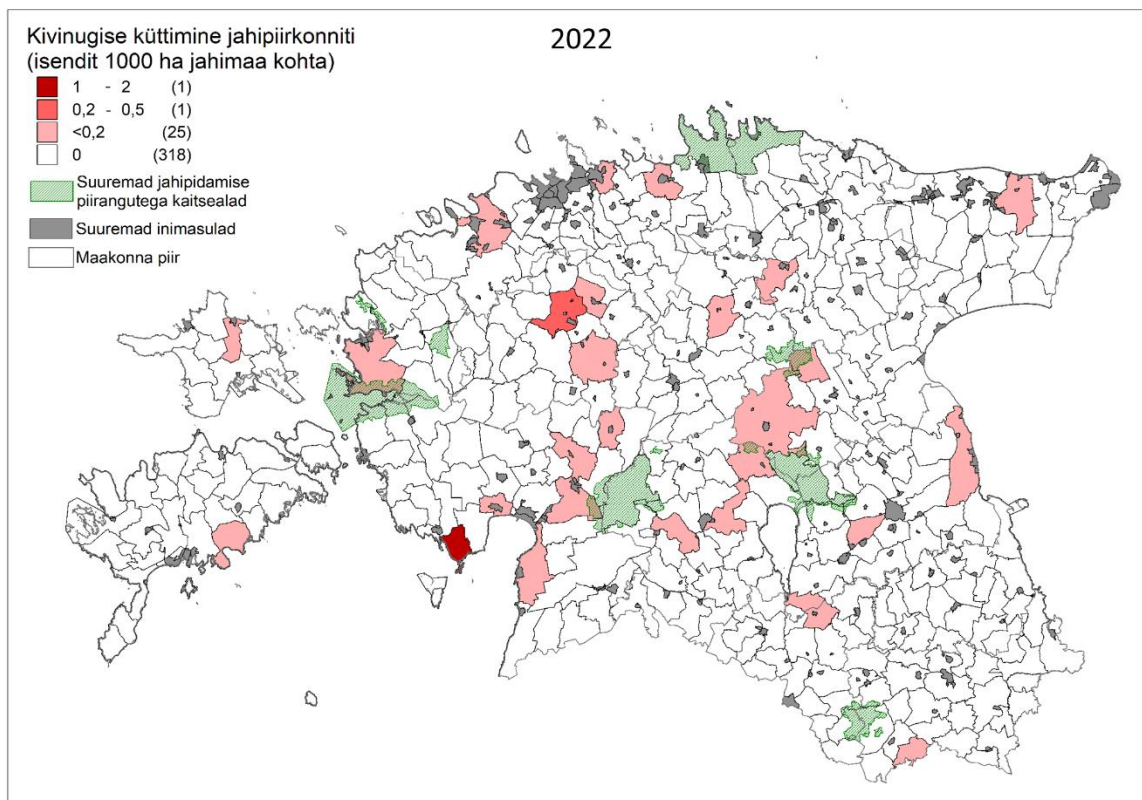 Kivinugise küttimine jahipiirkonniti
(isendit 1000 ha jahimaa kohta)
2022
1 - 2 (1)
0,2 - 0,5 (1)
<0,2 (25)
0 (318)
Suuremad jahipidamise
piirangutega kaitsealad
Suuremad inimasulad
Maakonna piir